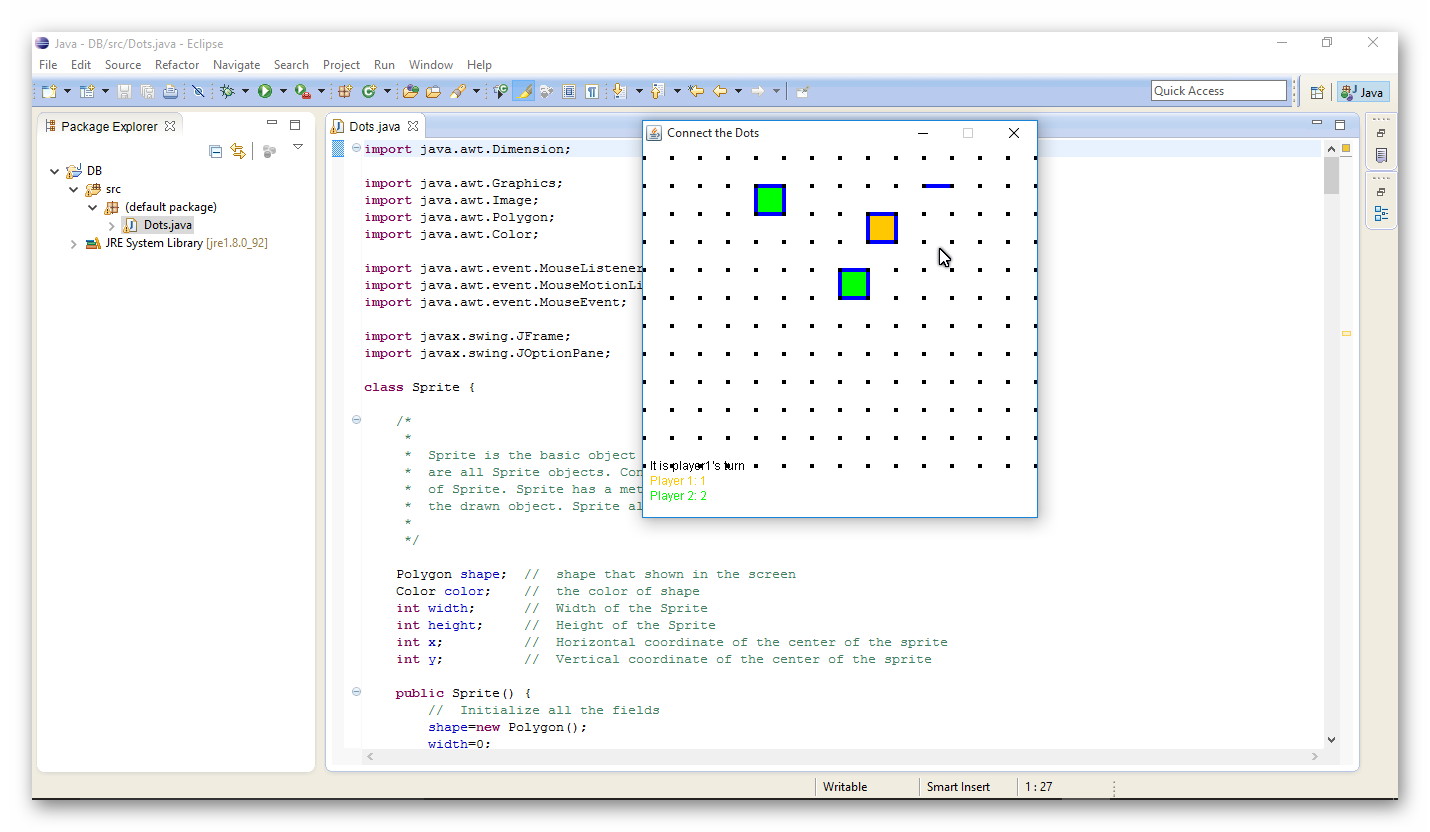 Java - DB/src/Dots.java - Eclipse
File Edit Source Refactor Navigate Search Project Run Window Help
Quick Access
Java
Package Explorer
DB
src
(default package)
Dots.java
JRE System Library [jre1.8.0_92]
Dots.java
import java.awt.Dimension;
import java.awt.Graphics;
import java.awt.Image;
import java.awt.Polygon;
import java.awt.Color;
import java.awt.event.MouseListener
import java.awt.event.MouseMotionLi
import java.awt.event.MouseEvent;
import javax.swing.JFrame;
import javax.swing.JOptionPane;
class Sprite {
/*
*
* Sprite is the basic object
* are all Sprite objects. Con
* of Sprite. Sprite has a met
* the drawn object. Sprite al
*
*/
Polygon shape; // shape that shown in the screen
Color color; // the color of shape
int width; // Width of the Sprite
int height; // Height of the Sprite
int x; // Horizontal coordinate of the center of the sprite
int y; // Vertical coordinate of the center of the sprite
public Sprite() {
// Initialize all the fields
shape=new Polygon();
width=0;
Connect the Dots
It is player1's turn
Player 1: 1
Player 2: 2
Writable
Smart Insert
1 : 27